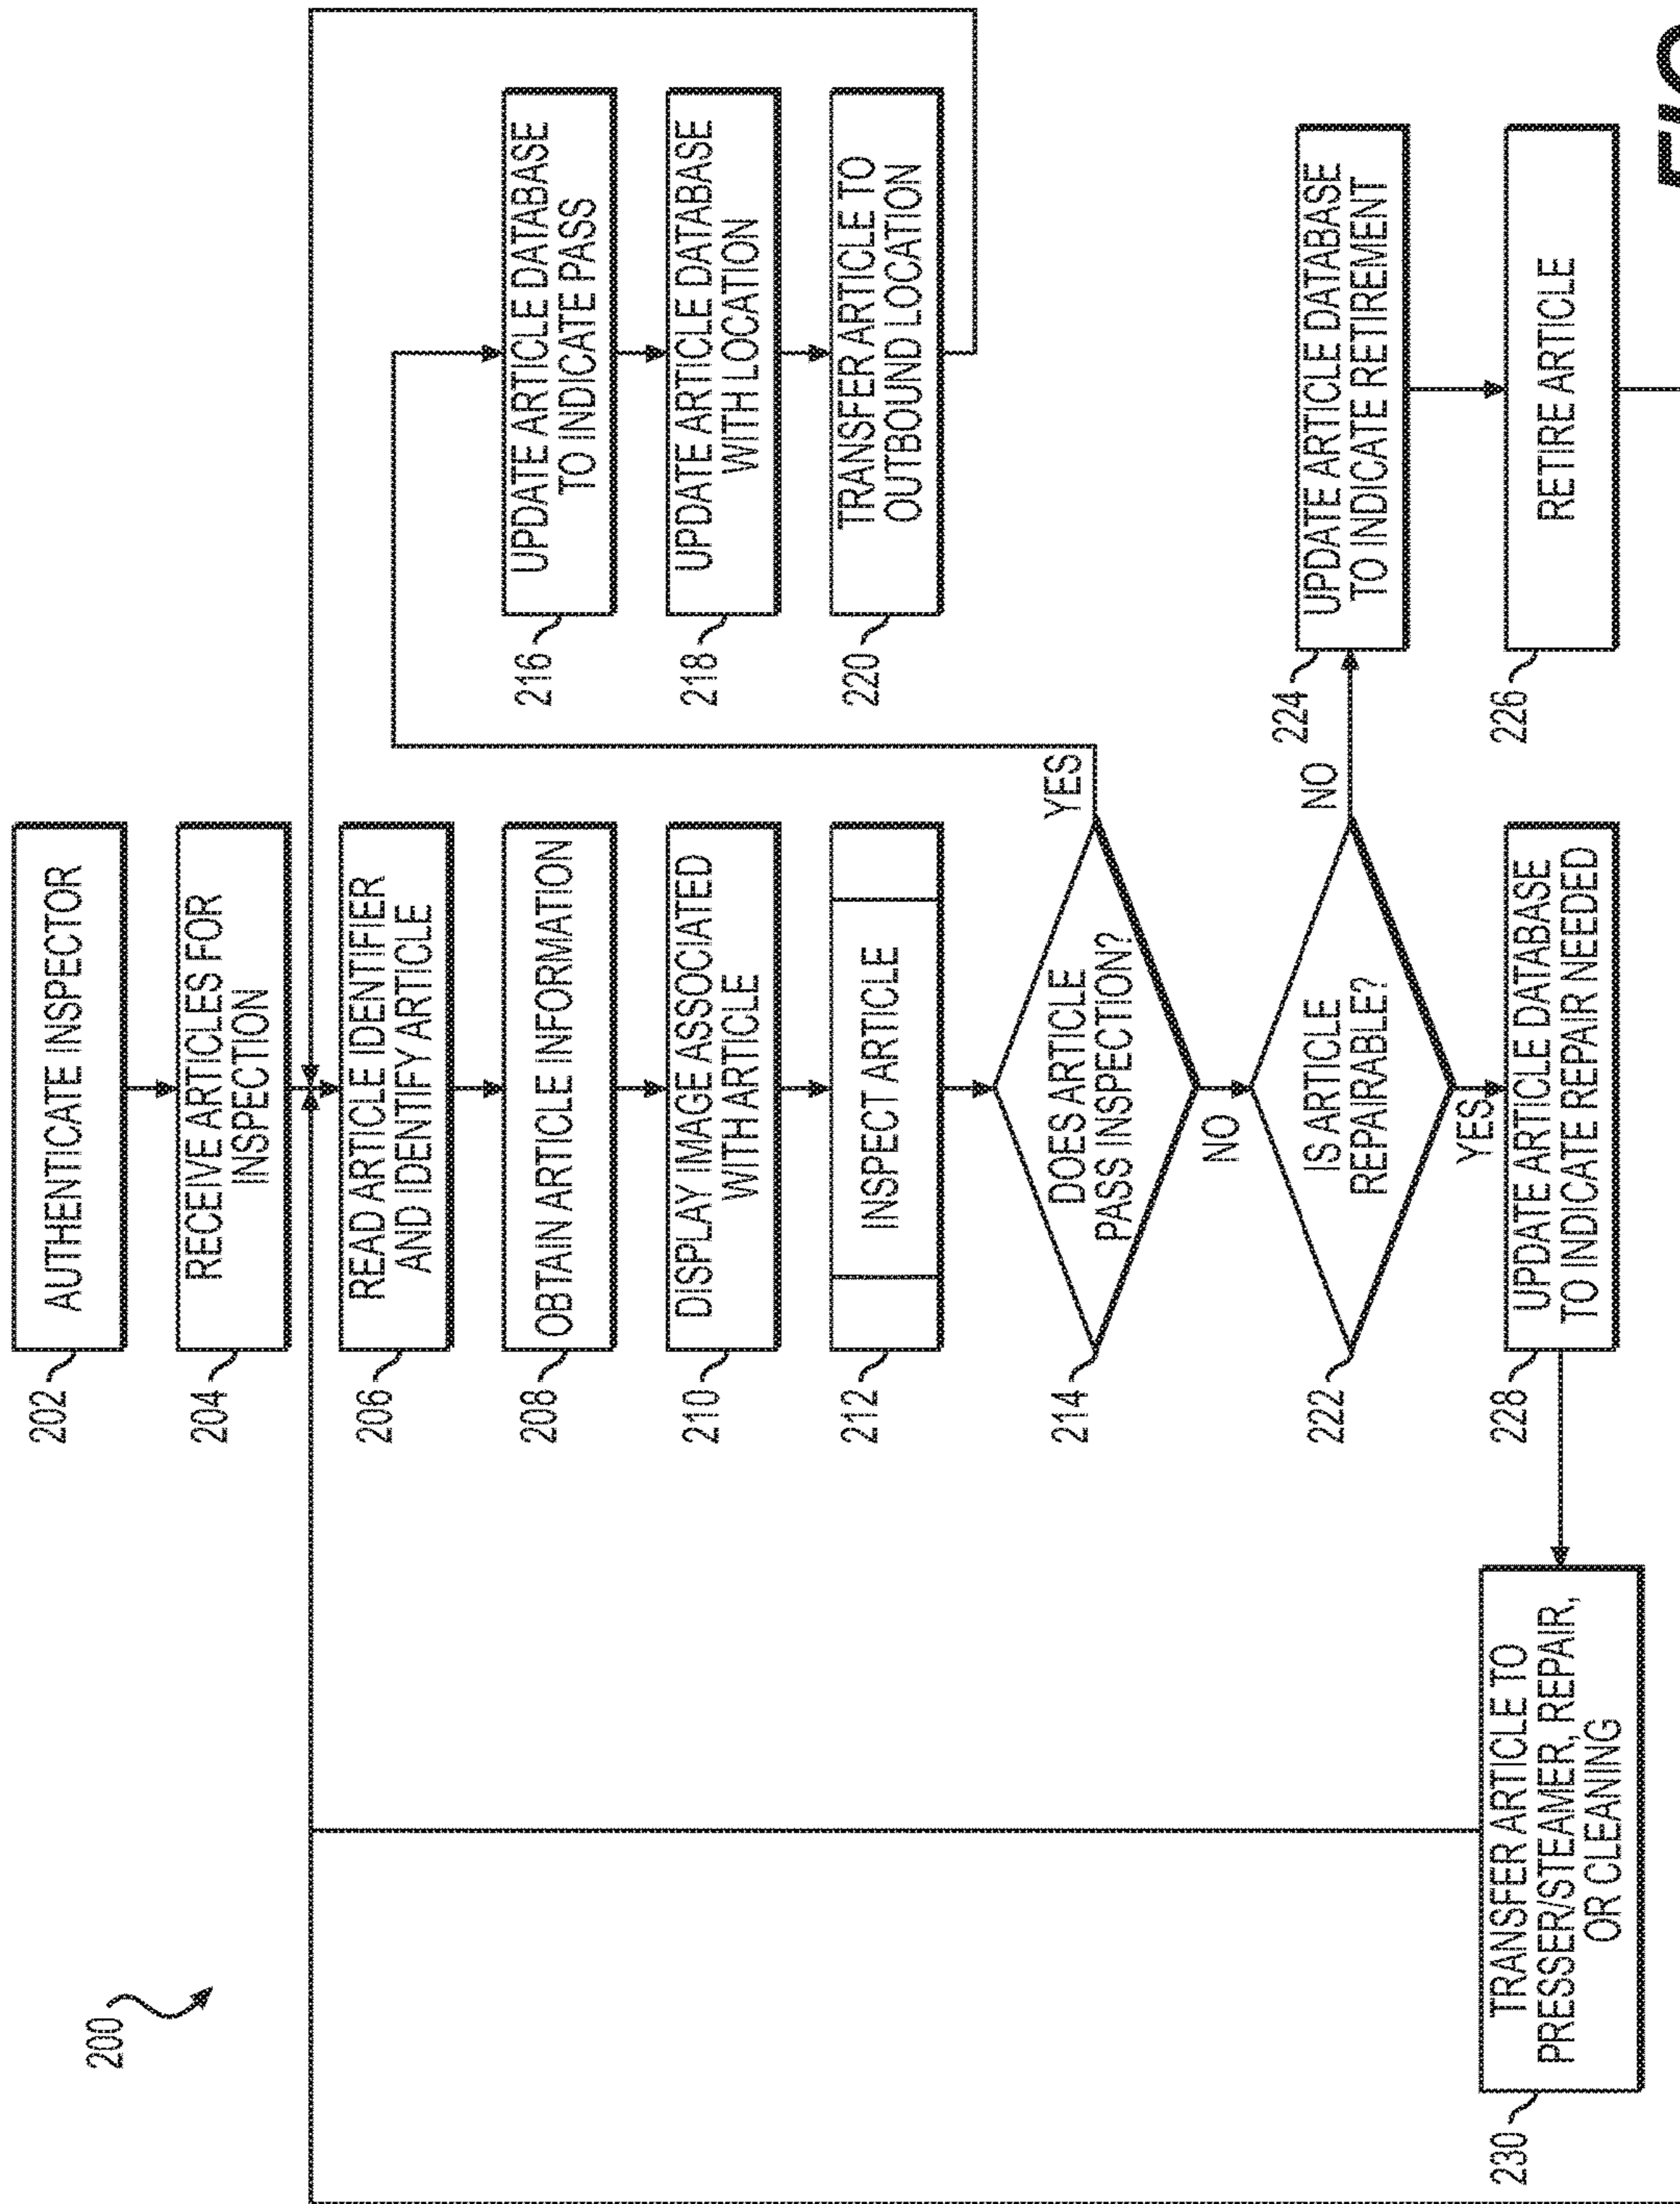 200
202
AUTHENTICATE INSPECTOR
204
RECEIVE ARTICLES FOR
INSPECTION
206
READ ARTICLE IDENTIFIER
AND IDENTIFY ARTICLE
208
OBTAIN ARTICLE INFORMATION
210
DISPLAY IMAGE ASSOCIATED
WITH ARTICLE
212
INSPECT ARTICLE
214
DOES ARTICLE
PASS INSPECTION?
YES
NO
216
UPDATE ARTICLE DATABASE
TO INDICATE PASS
218
UPDATE ARTICLE DATABASE
WITH LOCATION
220
TRANSFER ARTICLE TO
OUTBOUND LOCATION
222
IS ARTICLE
REPAIRABLE?
NO
YES
224
UPDATE ARTICLE DATABASE
TO INDICATE RETIREMENT
226
RETIRE ARTICLE
228
UPDATE ARTICLE DATABASE
TO INDICATE REPAIR NEEDED
230
TRANSFER ARTICLE TO
PRESSER/STEAMER, REPAIR,
OR CLEANING